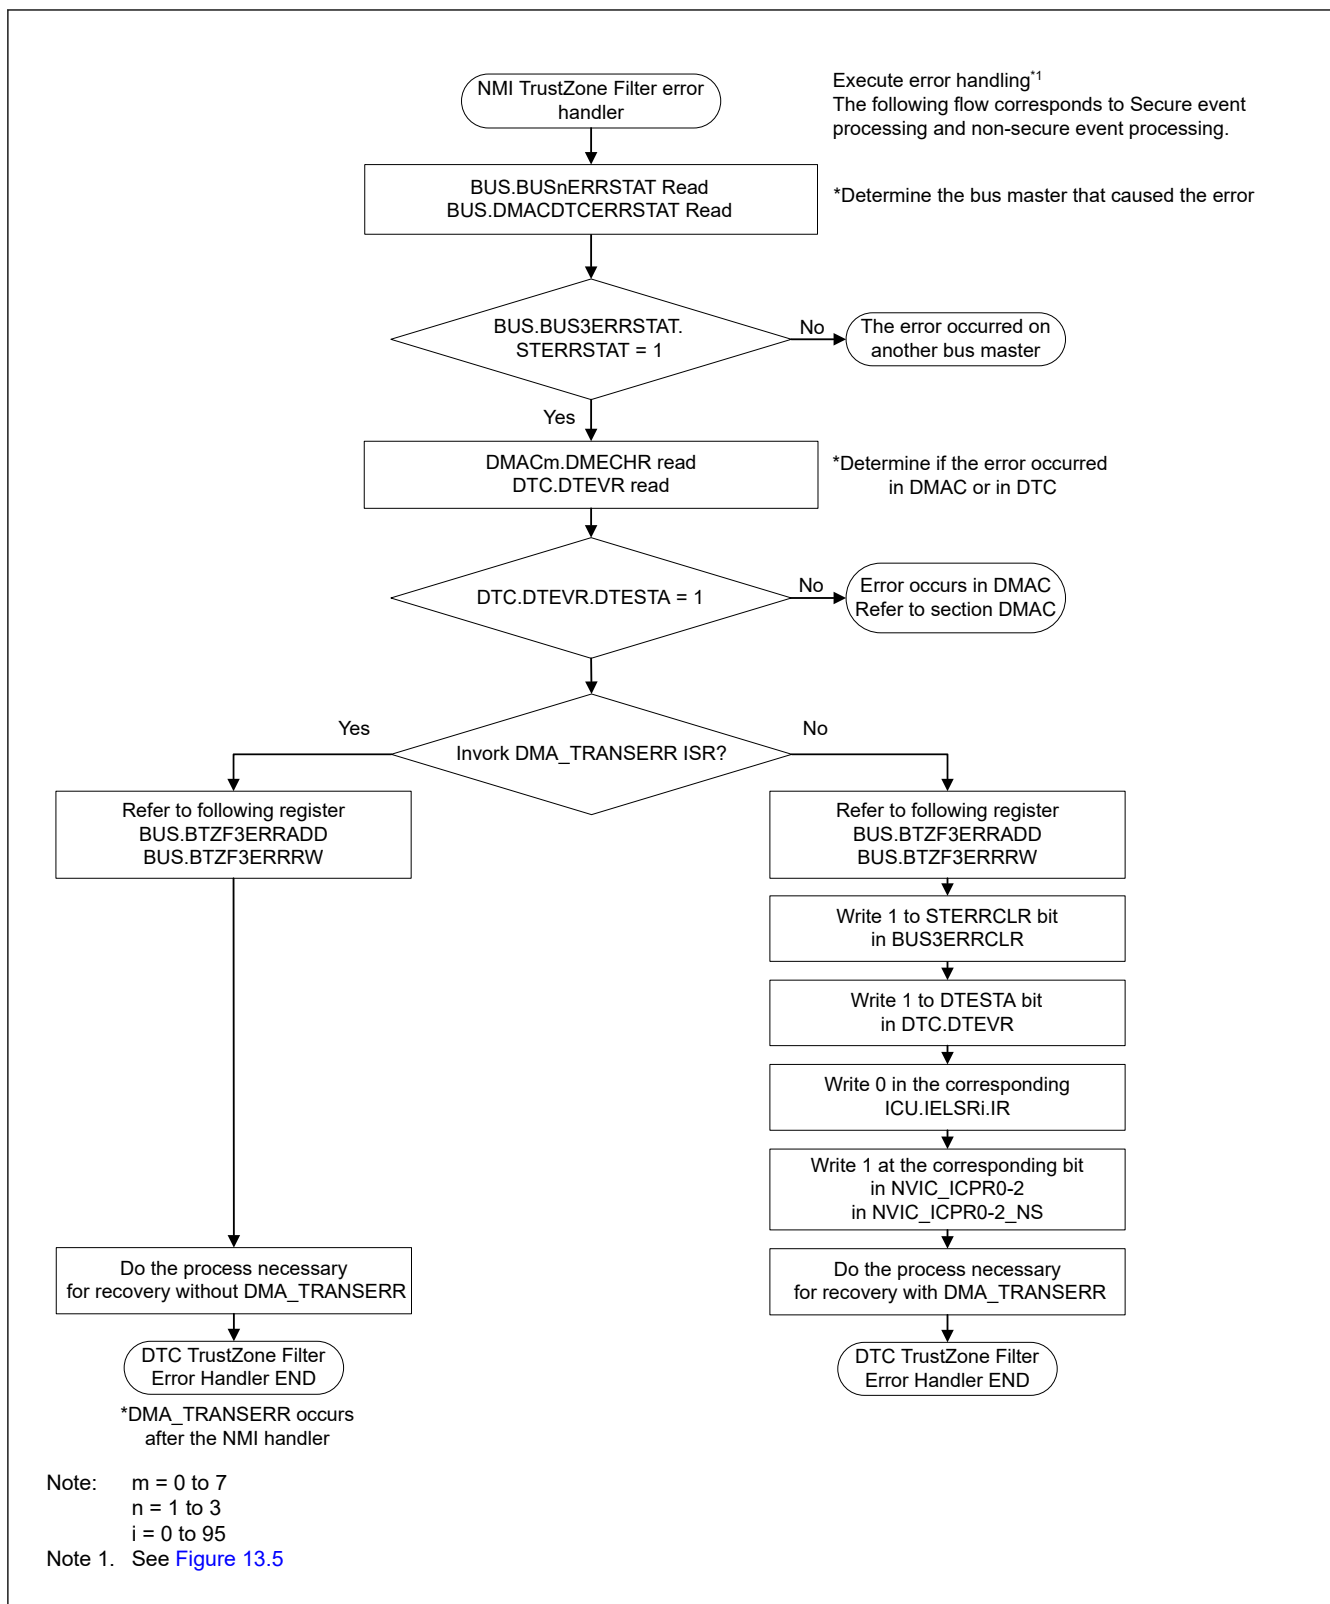 NMI TrustZone Filter error
handler
Execute error handling*1
The following flow corresponds to Secure event
processing and non-secure event processing.
BUS.BUSnERRSTAT Read
BUS.DMACDTCERRSTAT Read
*Determine the bus master that caused the error
BUS.BUS3ERRSTAT.
STERRSTAT = 1
No
The error occurred on
another bus master
Yes
DMACm.DMECHR read
DTC.DTEVR read
*Determine if the error occurred
in DMAC or in DTC
DTC.DTEVR.DTESTA = 1
No
Error occurs in DMAC
Refer to section DMAC
Yes
Invork DMA_TRANSERR ISR?
No
Refer to following register
BUS.BTZF3ERRADD
BUS.BTZF3ERRRW
Refer to following register
BUS.BTZF3ERRADD
BUS.BTZF3ERRRW
Write 1 to STERRCLR bit
in BUS3ERRCLR
Write 1 to DTESTA bit
in DTC.DTEVR
Write 0 in the corresponding
ICU.IELSRi.IR
Write 1 at the corresponding bit
in NVIC_ICPR0-2
in NVIC_ICPR0-2_NS
Do the process necessary
for recovery without DMA_TRANSERR
Do the process necessary
for recovery with DMA_TRANSERR
DTC TrustZone Filter
Error Handler END
DTC TrustZone Filter
Error Handler END
*DMA_TRANSERR occurs
after the NMI handler
Note: m = 0 to 7
n = 1 to 3
i = 0 to 95
Note 1. See Figure 13.5